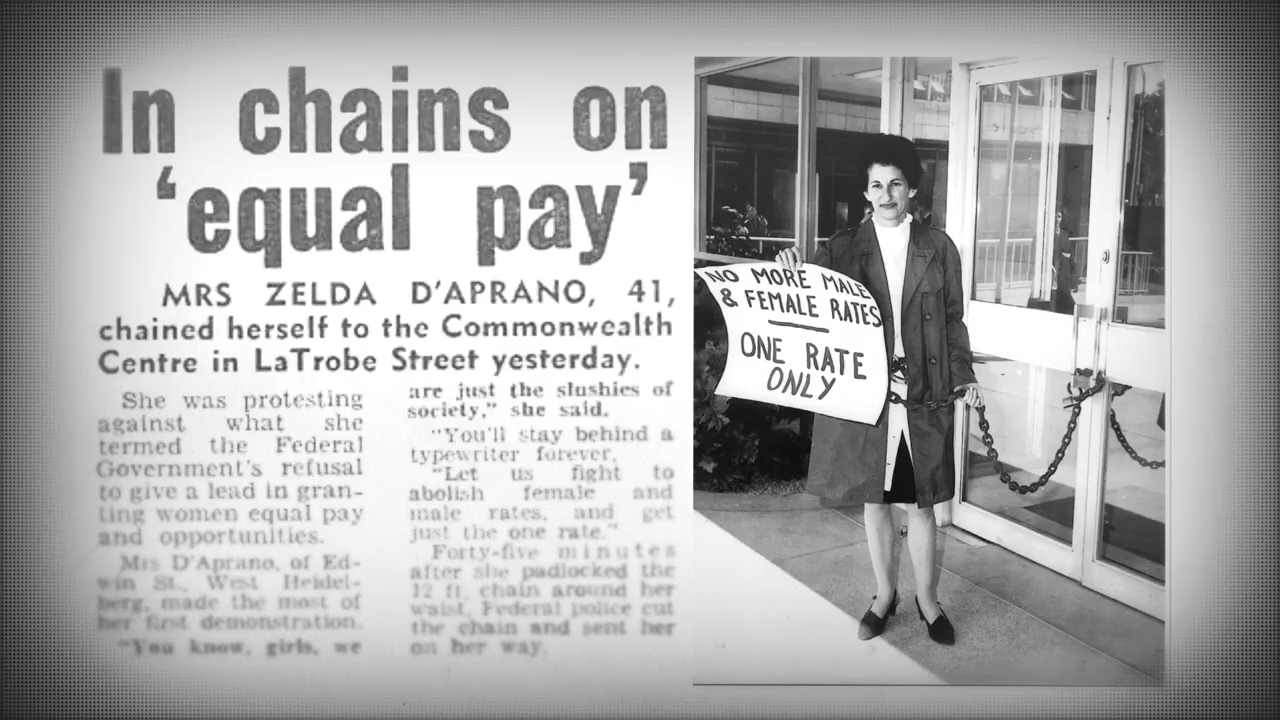 In chains on
'equal pay'
MRS ZELDA D'APRANO, 41,
chained herself to the Commonwealth
Centre in LaTrobe Street yesterday.
She was protesting
against what she
termed the Federal
Government's refusal
to give a lead in gran-
ting women equal pay
and opportunities.
Mrs D'Aprano, of Ed-
win St., West Heidel-
berg, made the most of
her first demonstration.
"You know, girls, we
are just the slushies of
society," she said.
"You'll stay behind a
typewriter forever,
"Let us fight to
abolish female and
male rates, and get
just the one rate."
Forty-five minutes
after she padlocked the
12 ft. chain around her
waist, Federal police cut
the chain and sent her
on her way.
NO MORE MALE
& FEMALE RATES
ONE RATE
ONLY